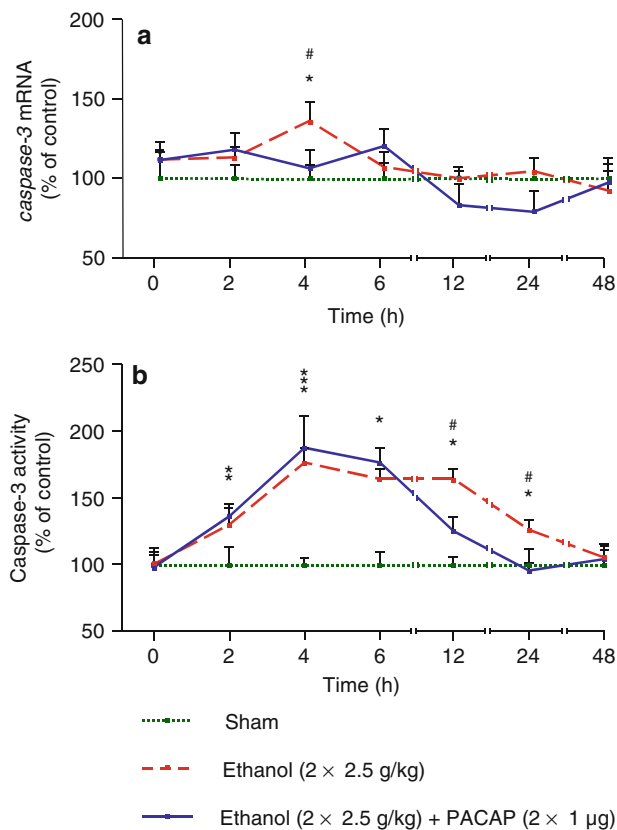 200
a
#
*
150
100
50
caspase-3 mRNA
(% of control)
0 2 4 6 12 24 48
Time (h)
250
b
***
**
*
#
*
#
*
200
150
100
50
Caspase-3 activity
(% of control)
0 2 4 6 12 24 48
Time (h)
Sham
Ethanol (2 × 2.5 g/kg)
Ethanol (2 × 2.5 g/kg) + PACAP (2 × 1 µg)